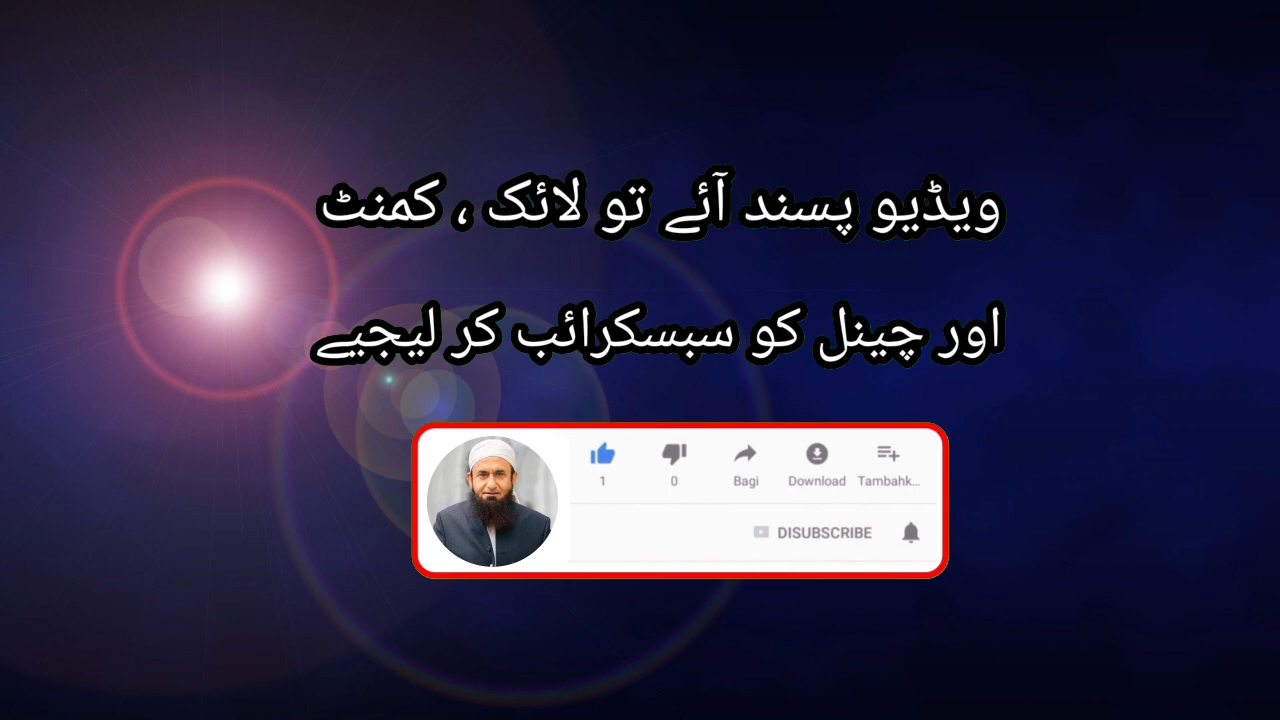 ویڈیو پسند آئے تو لائک ، کمنٹ
اور چینل کو سبسکرائب کر لیجیے
1 0 Bagi Download Tambahk...
DISUBSCRIBE